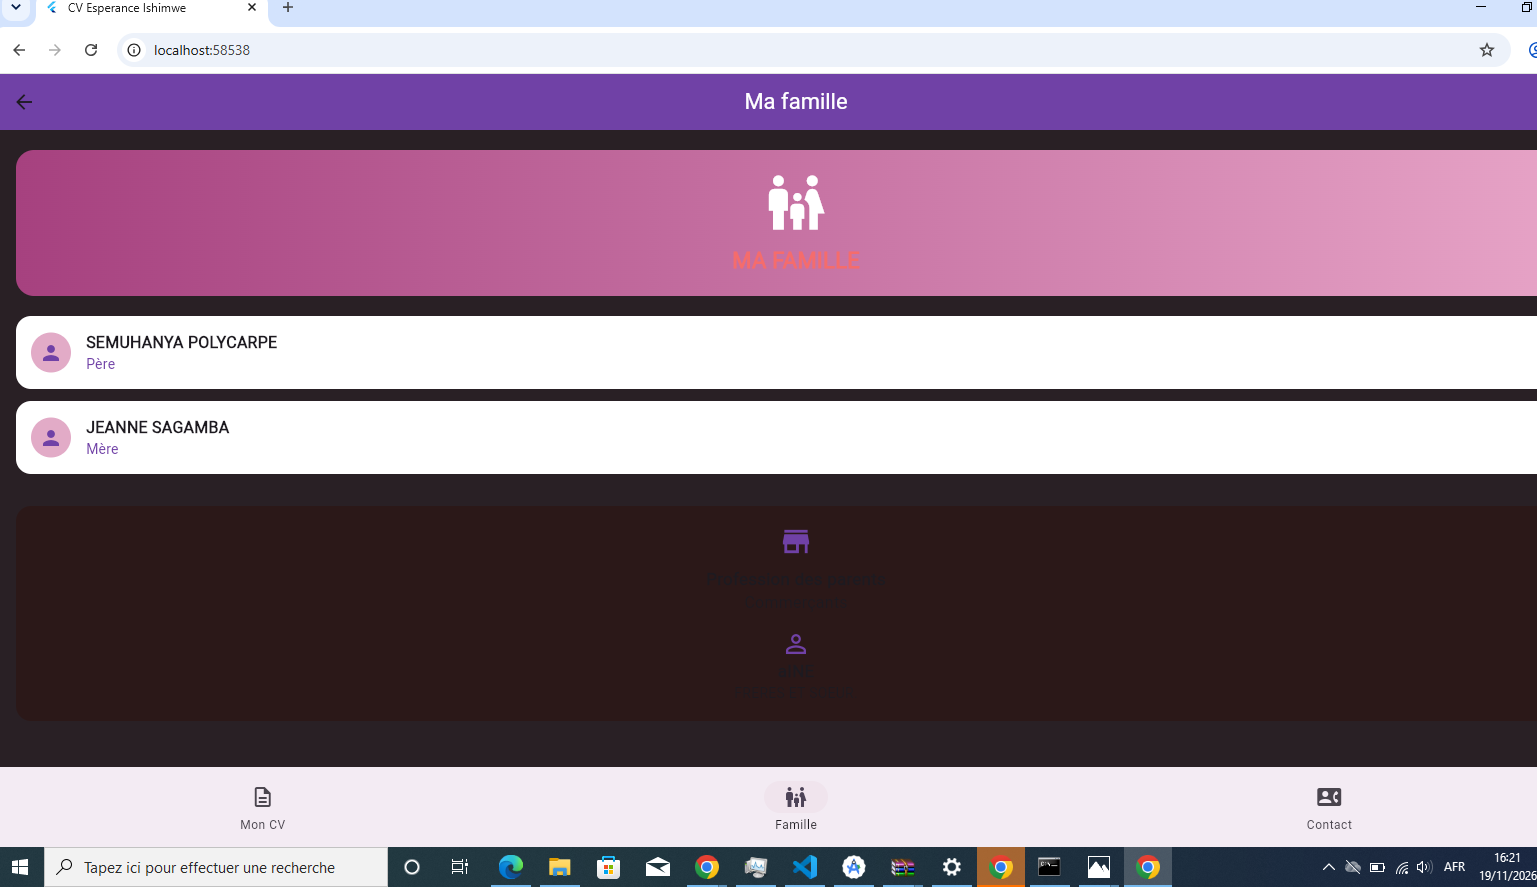 CV Esperance Ishimwe
localhost:58538
Ma famille
MA FAMILLE
SEMUHANYA POLYCARPE
Père
JEANNE SAGAMBA
Mère
Mon CV
Famille
Contact
Tapez ici pour effectuer une recherche
AFR
16:21
19/11/2026